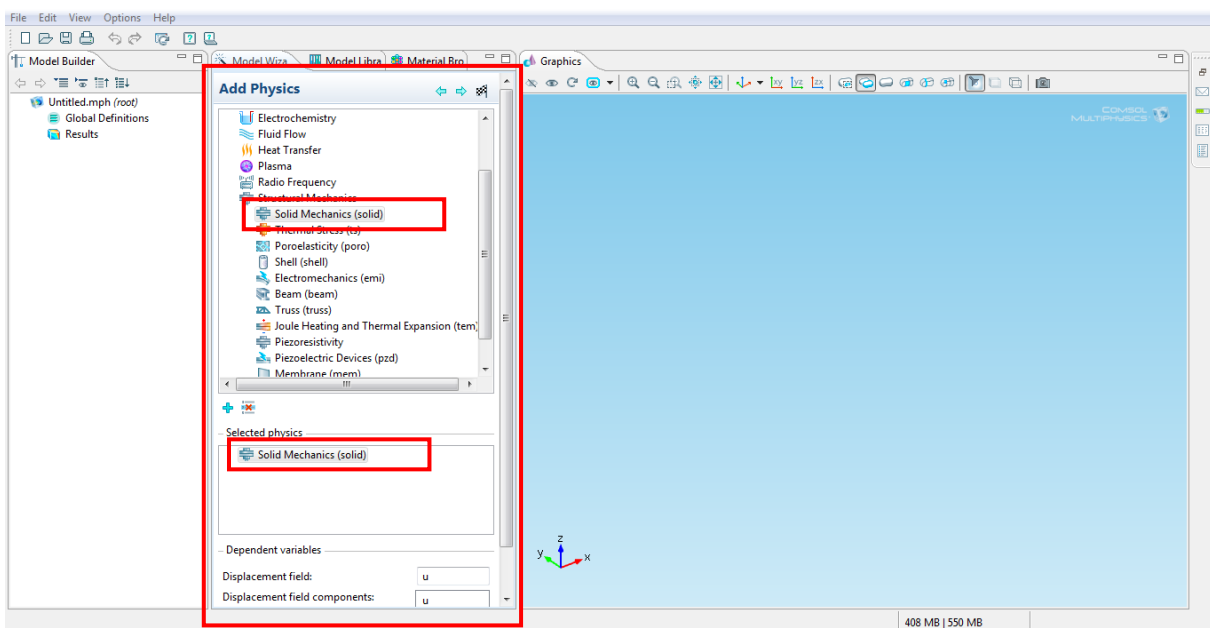 File Edit View Options Help
Model Builder
Model Wiza
Model Libra
Material Bro
Graphics
Untitled.mph (root)
Global Definitions
Results
Add Physics
Electrochemistry
Fluid Flow
Heat Transfer
Plasma
Radio Frequency
Structural Mechanics
Solid Mechanics (solid)
Thermal Stress (ts)
Poroelasticity (poro)
Shell (shell)
Electromechanics (emi)
Beam (beam)
Truss (truss)
Joule Heating and Thermal Expansion (tem)
Piezoresistivity
Piezoelectric Devices (pzd)
Membrane (mem)
Selected physics
Solid Mechanics (solid)
Dependent variables
Displacement field: u
Displacement field components: u
xy yz zx
COMSOL
MULTIPHYSICS
z
y x
408 MB | 550 MB